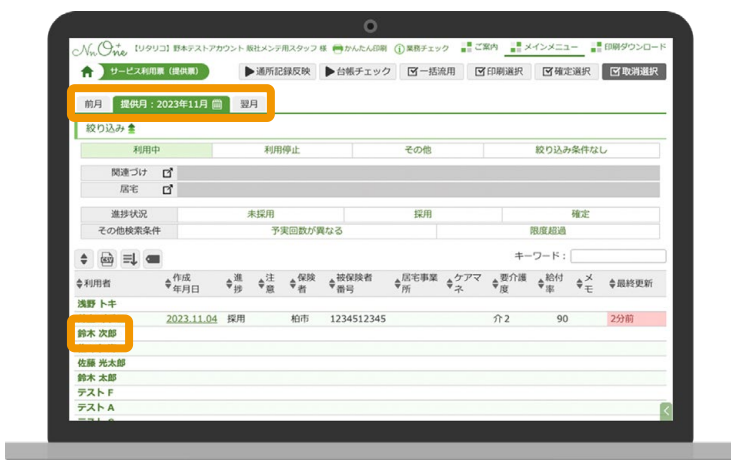 NnOne 【リタリコ】野本テストアカウント 販社メンテ用スタッフ 様 かんたん印刷 業務チェック ご案内 メインメニュー 印刷ダウンロード
サービス利用票（提供票） ▶通所記録反映 ▶台帳チェック 一括流用 印刷選択 確定選択 取消選択
前月 提供月：2023年11月 翌月
絞り込み
利用中 利用停止 その他 絞り込み条件なし
関連づけ
居宅
進捗状況 未採用 採用 確定
その他検索条件 予実回数が異なる 限度超過
キーワード：
利用者 作成年月日 進捗 注意 保険者 被保険者番号 居宅事業所 ケアマネ 要介護度 給付率 メモ 最終更新
浅野 トキ
2023.11.04 採用 柏市 1234512345 介2 90 2分前
鈴木 次郎
佐藤 光太郎
鈴木 太郎
テスト F
テスト A